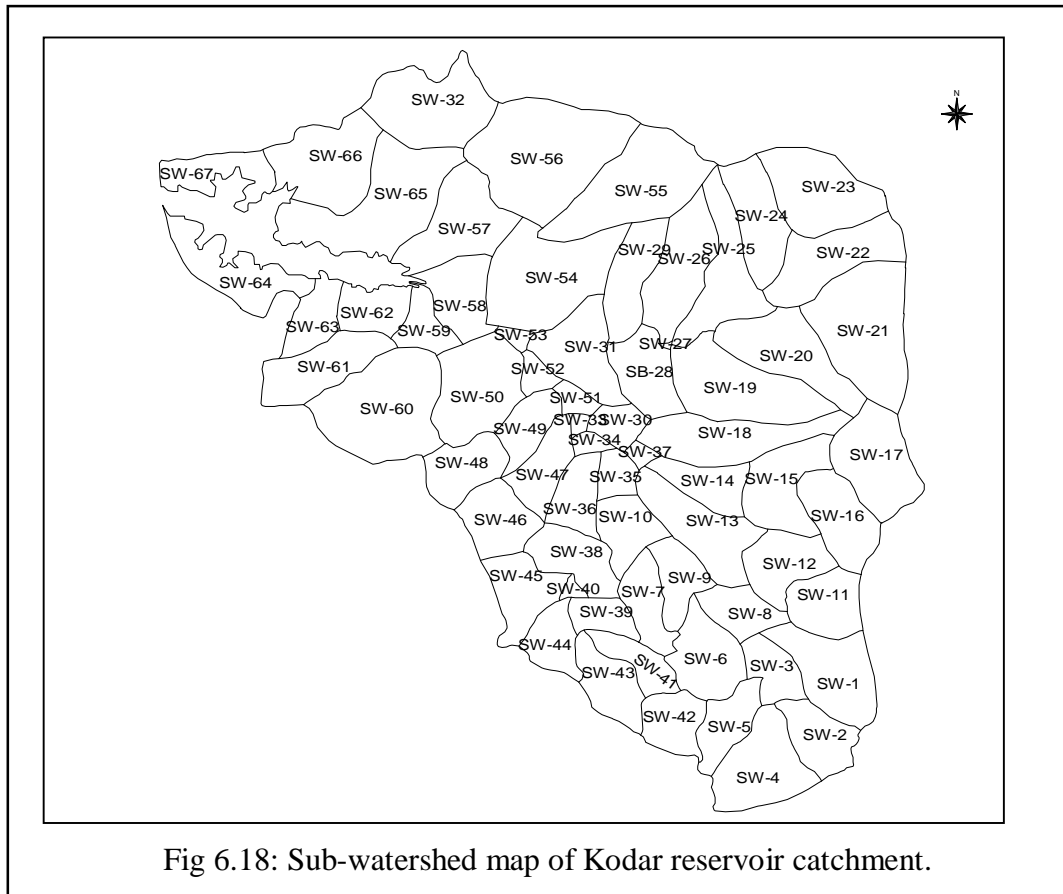 N
SW-32
SW-66
SW-56
SW-67
SW-65
SW-55
SW-23
SW-24
SW-57
SW-29
SW-25
SW-26
SW-22
SW-54
SW-64
SW-58
SW-62
SW-63
SW-59
SW-53
SW-31
SW-27
SW-21
SW-20
SW-61
SW-52
SB-28
SW-19
SW-50
SW-51
SW-60
SW-33
SW-30
SW-49
SW-18
SW-34
SW-37
SW-17
SW-48
SW-47
SW-35
SW-14
SW-15
SW-36
SW-46
SW-10
SW-13
SW-16
SW-38
SW-12
SW-45
SW-9
SW-40
SW-7
SW-11
SW-39
SW-8
SW-44
SW-6
SW-3
SW-43
SW-41
SW-1
SW-42
SW-5
SW-2
SW-4
Fig 6.18: Sub-watershed map of Kodar reservoir catchment.